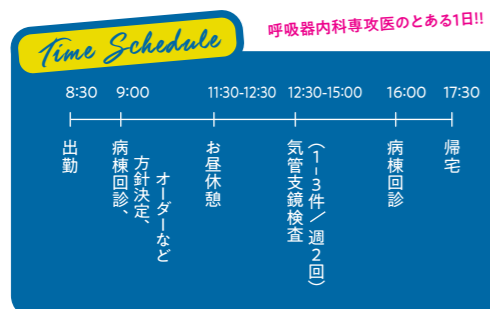 Time Schedule
呼吸器内科専攻医のとある1日!!
8:30
出勤
9:00
病棟回診、
方針決定、
オーダーなど
11:30-12:30
お昼休憩
12:30-15:00
気管支鏡検査
（1-3件／週2回）
16:00
病棟回診
17:30
帰宅